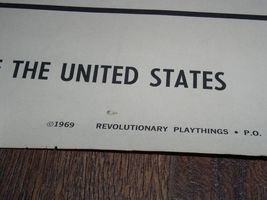 THE UNITED STATES
©1969 REVOLUTIONARY PLAYTHINGS • P.O.